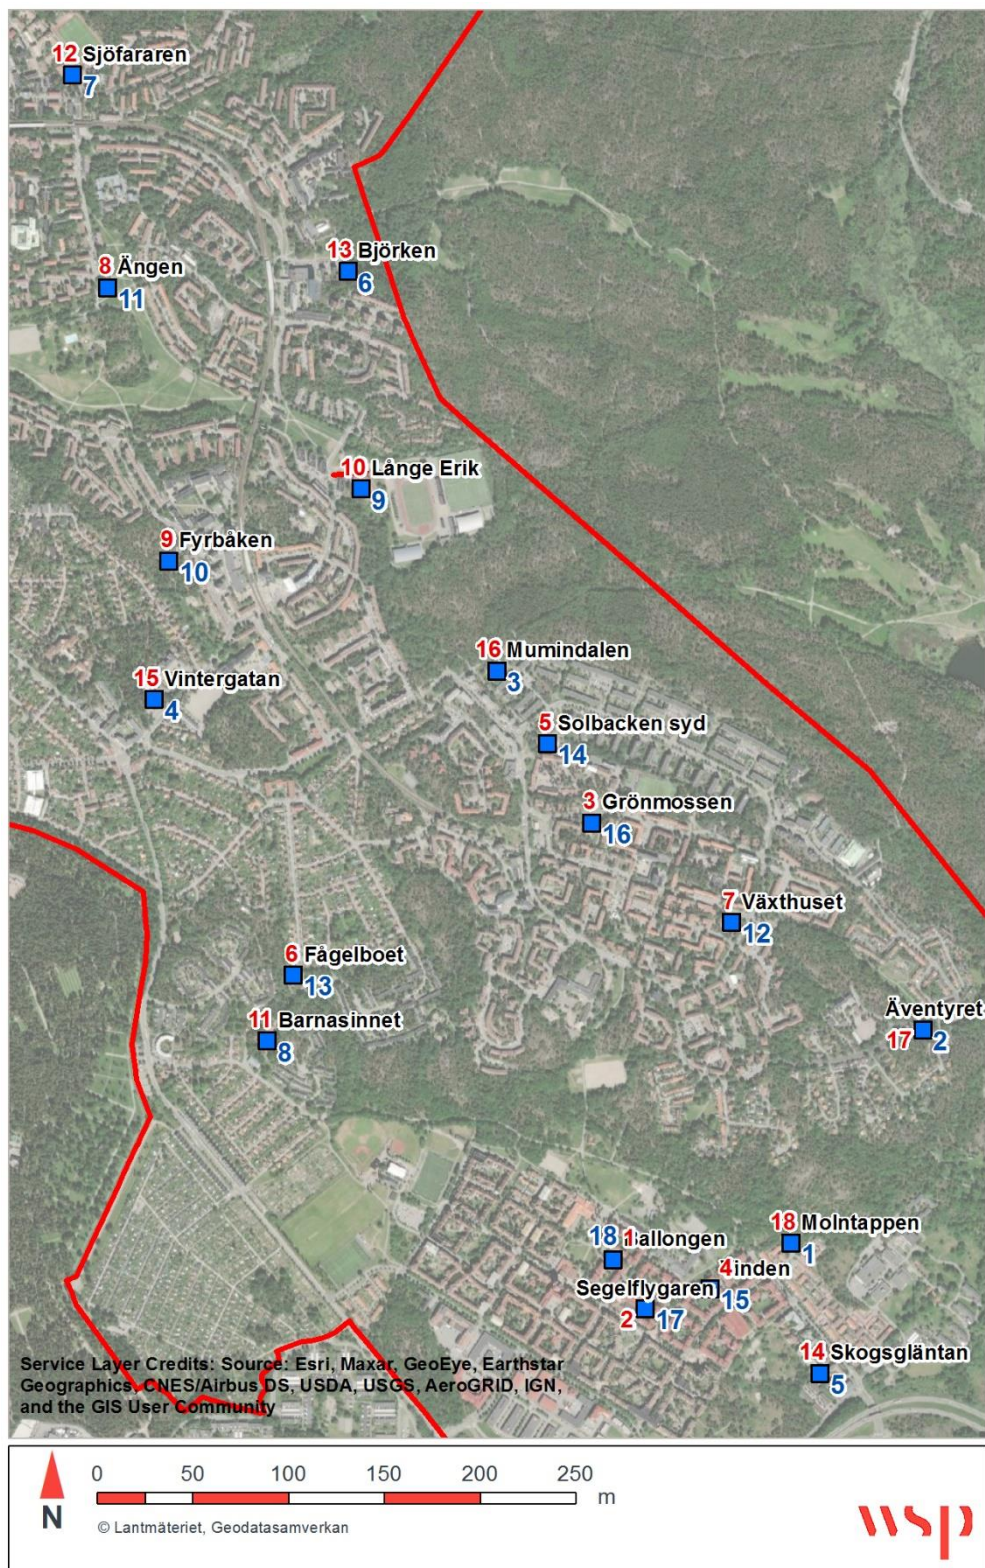 12 Sjöfararen
7
13 Björken
6
8 Ängen
11
10 Långe Erik
9
9 Fyrbåken
10
16 Mumindalen
3
15 Vintergatan
4
5 Solbacken syd
14
3 Grönmossen
16
7 Växthuset
12
6 Fågelboet
13
Äventyret
17 2
11 Barnasinnet
8
18 Molntappen
1
18 1 Ballongen
4 inden
15
Segelflygaren
2 17
14 Skogsgläntan
5
Service Layer Credits: Source: Esri, Maxar, GeoEye, Earthstar
Geographics, CNES/Airbus DS, USDA, USGS, AeroGRID, IGN,
and the GIS User Community
0 50 100 150 200 250
m
N
© Lantmäteriet, Geodatasamverkan
wsp